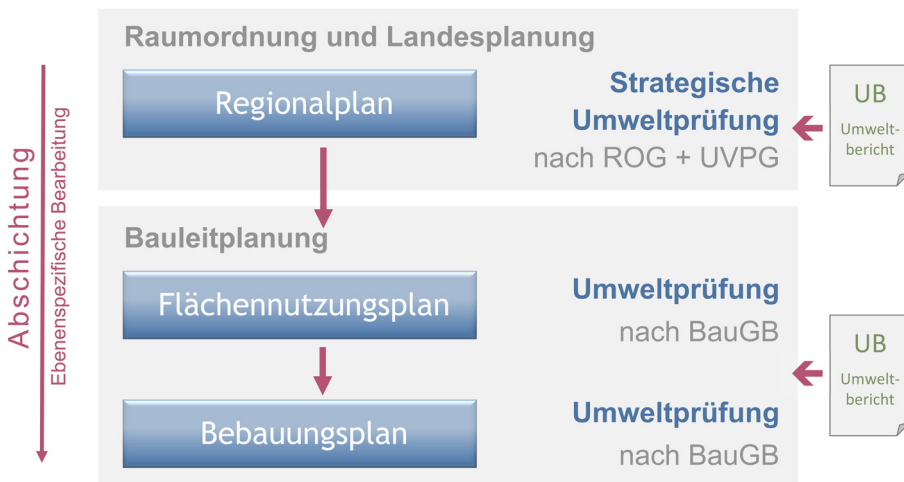 Abschichtung
Ebenenspezifische Bearbeitung
Raumordnung und Landesplanung
Regionalplan
Strategische
Umweltprüfung
nach ROG + UVPG
UB
Umwelt-
bericht
Bauleitplanung
Flächennutzungsplan
Umweltprüfung
nach BauGB
UB
Umwelt-
bericht
Bebauungsplan
Umweltprüfung
nach BauGB